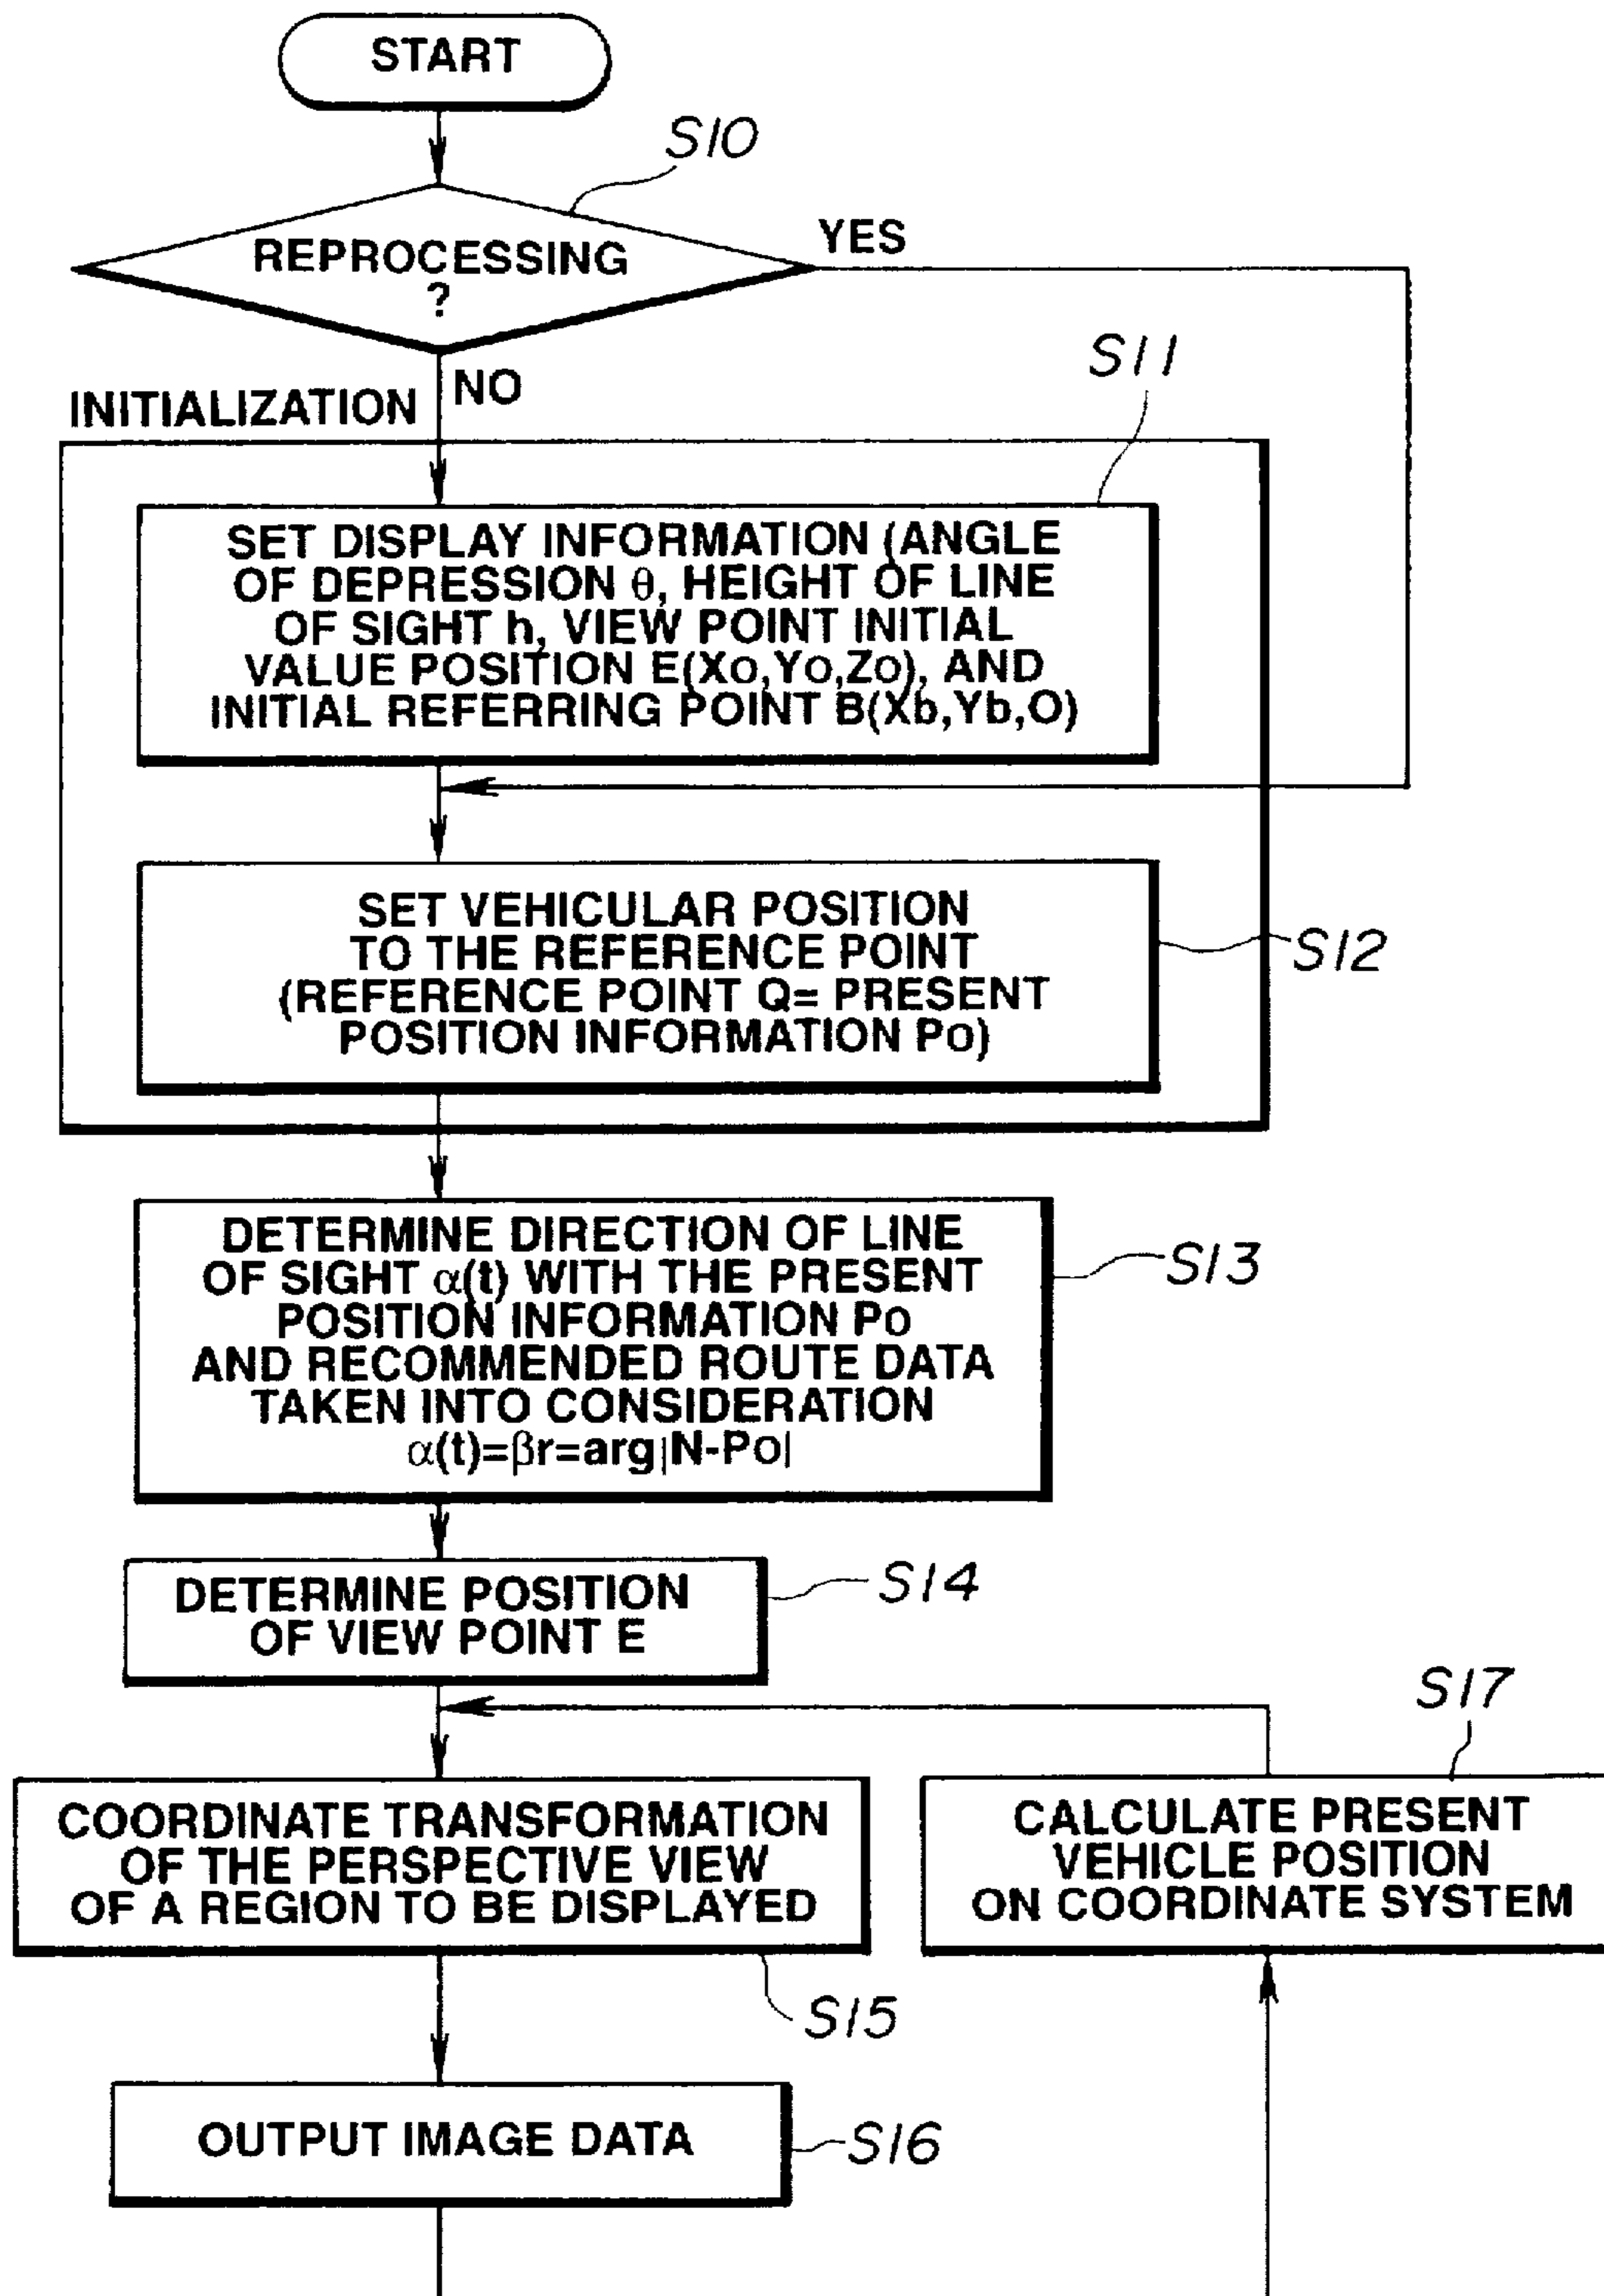 START
S10
REPROCESSING
?
YES
NO
INITIALIZATION
S11
SET DISPLAY INFORMATION (ANGLE
OF DEPRESSION θ, HEIGHT OF LINE
OF SIGHT h, VIEW POINT INITIAL
VALUE POSITION E(Xo,Yo,Zo), AND
INITIAL REFERRING POINT B(Xb,Yb,O)
SET VEHICULAR POSITION
TO THE REFERENCE POINT
(REFERENCE POINT Q= PRESENT
POSITION INFORMATION Po)
S12
DETERMINE DIRECTION OF LINE
OF SIGHT α(t) WITH THE PRESENT
POSITION INFORMATION Po
AND RECOMMENDED ROUTE DATA
TAKEN INTO CONSIDERATION
α(t)=βr=arg|N-Po|
S13
DETERMINE POSITION
OF VIEW POINT E
S14
S17
COORDINATE TRANSFORMATION
OF THE PERSPECTIVE VIEW
OF A REGION TO BE DISPLAYED
CALCULATE PRESENT
VEHICLE POSITION
ON COORDINATE SYSTEM
S15
OUTPUT IMAGE DATA
S16